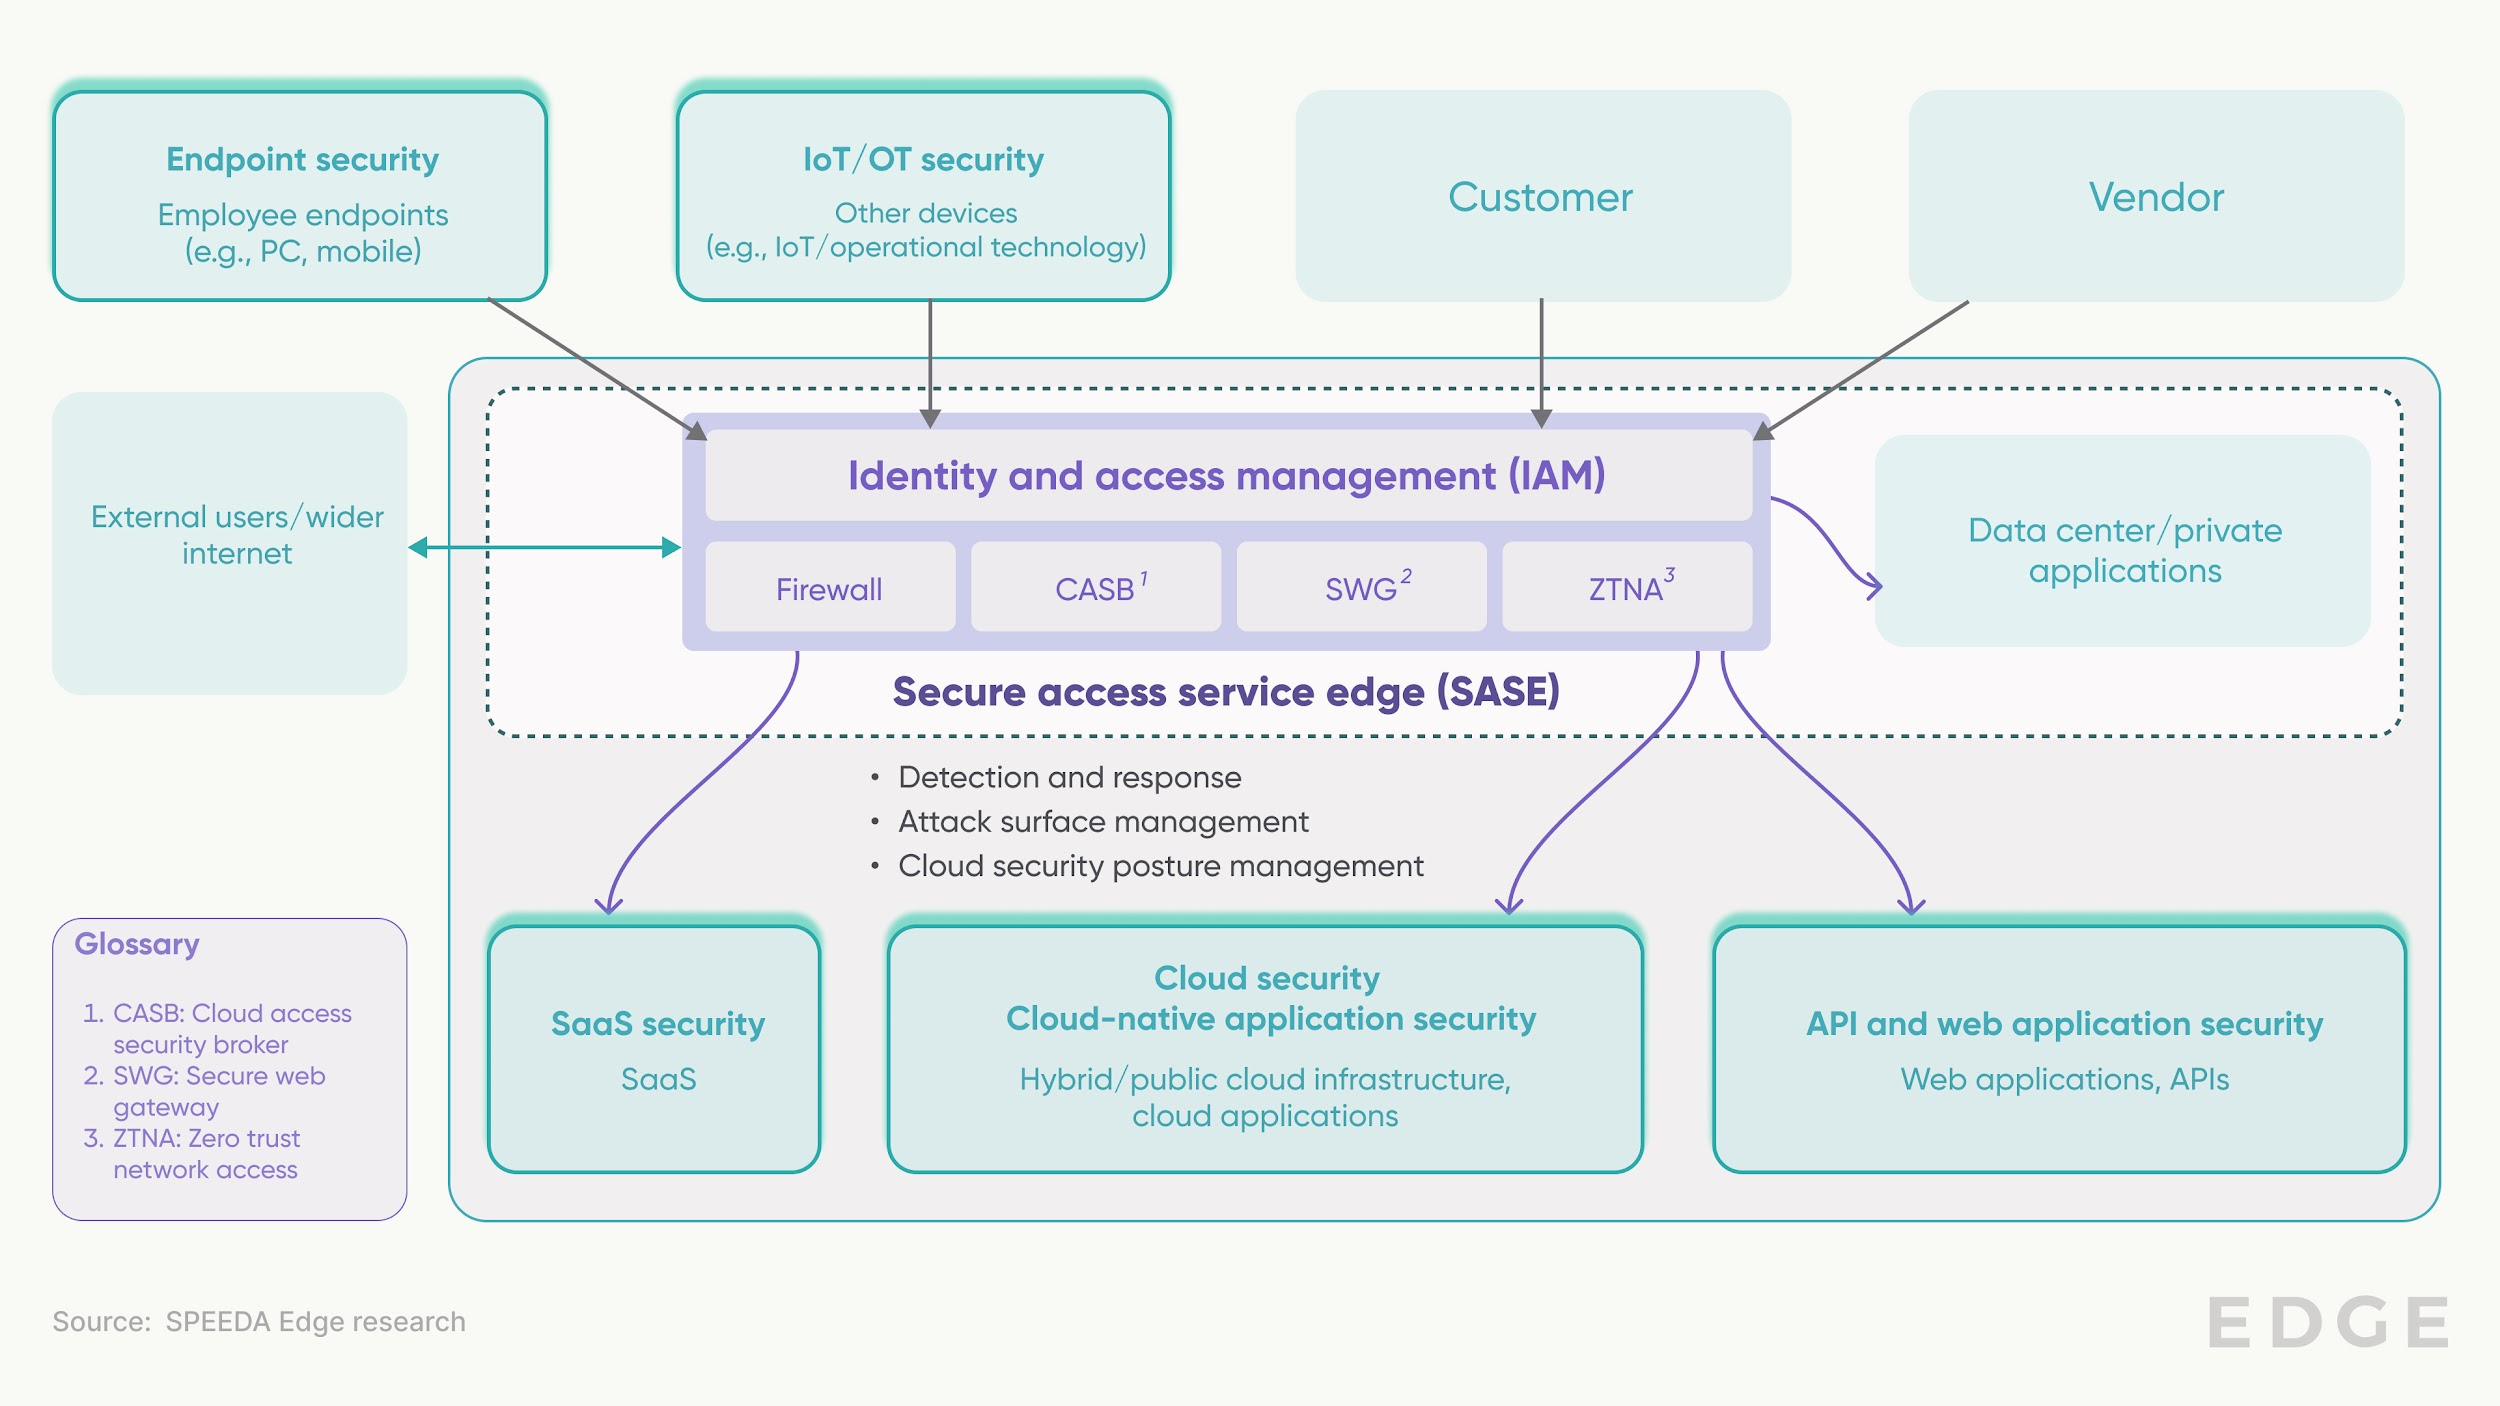 Endpoint security
Employee endpoints
(e.g., PC, mobile)
IoT/OT security
Other devices
(e.g., IoT/operational technology)
Customer
Vendor
External users/wider
internet
Identity and access management (IAM)
Firewall
CASB 1
SWG 2
ZTNA 3
Secure access service edge (SASE)
Data center/private
applications
• Detection and response
• Attack surface management
• Cloud security posture management
Glossary
1. CASB: Cloud access
security broker
2. SWG: Secure web
gateway
3. ZTNA: Zero trust
network access
SaaS security
SaaS
Cloud security
Cloud-native application security
Hybrid/public cloud infrastructure,
cloud applications
API and web application security
Web applications, APIs
Source: SPEEDA Edge research
EDGE